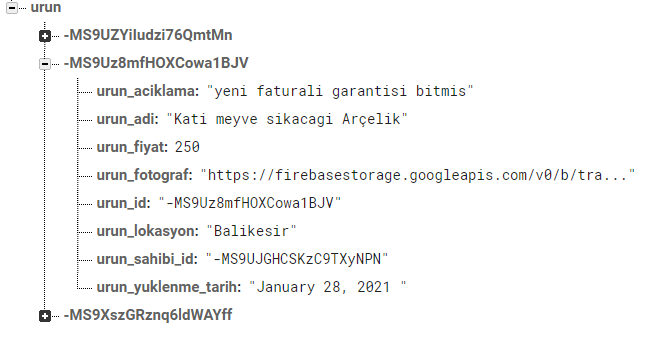 urun
-MS9UZYiludzi76QmtMn
-MS9Uz8mfHOXCowa1BJV
urun_aciklama: "yeni faturali garantisi bitmis"
urun_adi: "Kati meyve sikacagi Arçelik"
urun_fiyat: 250
urun_fotograf: "https://firebasestorage.googleapis.com/v0/b/tra..."
urun_id: "-MS9Uz8mfHOXCowa1BJV"
urun_lokasyon: "Balikesir"
urun_sahibi_id: "-MS9UJGHCSKzC9TXyNPN"
urun_yuklenme_tarih: "January 28, 2021 "
-MS9XszGRznq6ldWAYff